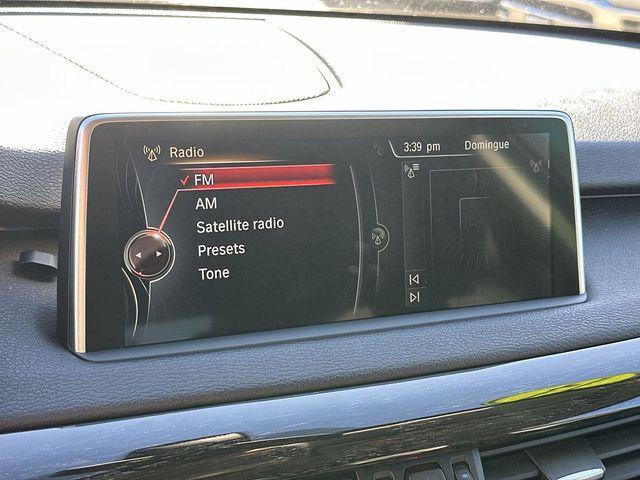 Radio
3:39 pm Domingue
FM
AM
Satellite radio
Presets
Tone